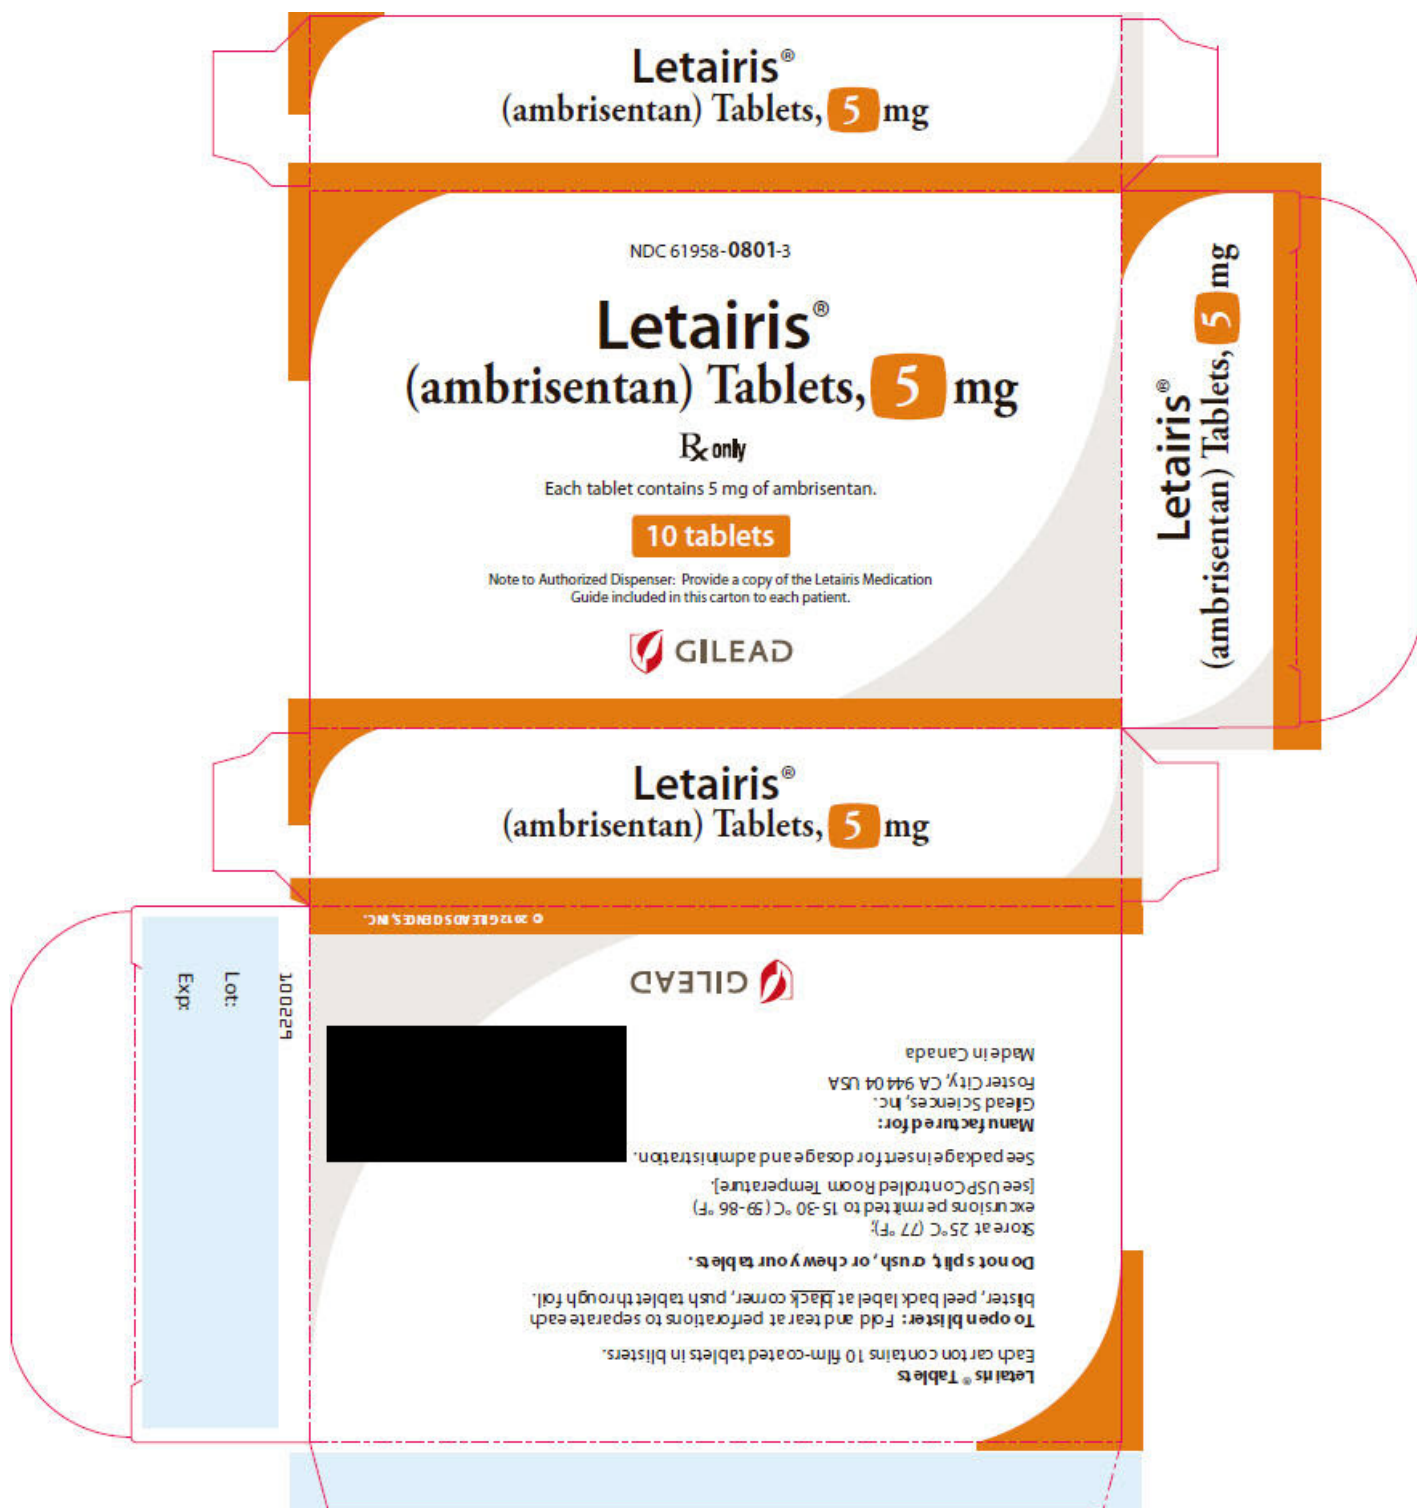 Letairis®
(ambrisentan) Tablets, 5 mg
NDC 61958-0801-3
Letairis®
(ambrisentan) Tablets, 5 mg
Rx only
Each tablet contains 5 mg of ambrisentan.
10 tablets
Note to Authorized Dispenser: Provide a copy of the Letairis Medication
Guide included in this carton to each patient.
GILEAD
Letairis®
(ambrisentan) Tablets, 5 mg
Letairis®
(ambrisentan) Tablets, 5 mg
Letairis® Tablets
Each carton contains 10 film-coated tablets in blisters.
To open blister: Fold and tear at perforations to separate each
blister, peel back label at black corner, push tablet through foil.
Do not split, crush, or chew your tablets.
Store at 25°C (77 °F);
excursions permitted to 15-30 °C (59-86 °F)
[see USP Controlled Room Temperature].
See package insert for dosage and administration.
Manufactured for:
Gilead Sciences, Inc.
Foster City, CA 94404 USA
Made in Canada
GILEAD
© 2012 GILEAD SCIENCES, INC.
100229
Lot:
Exp: